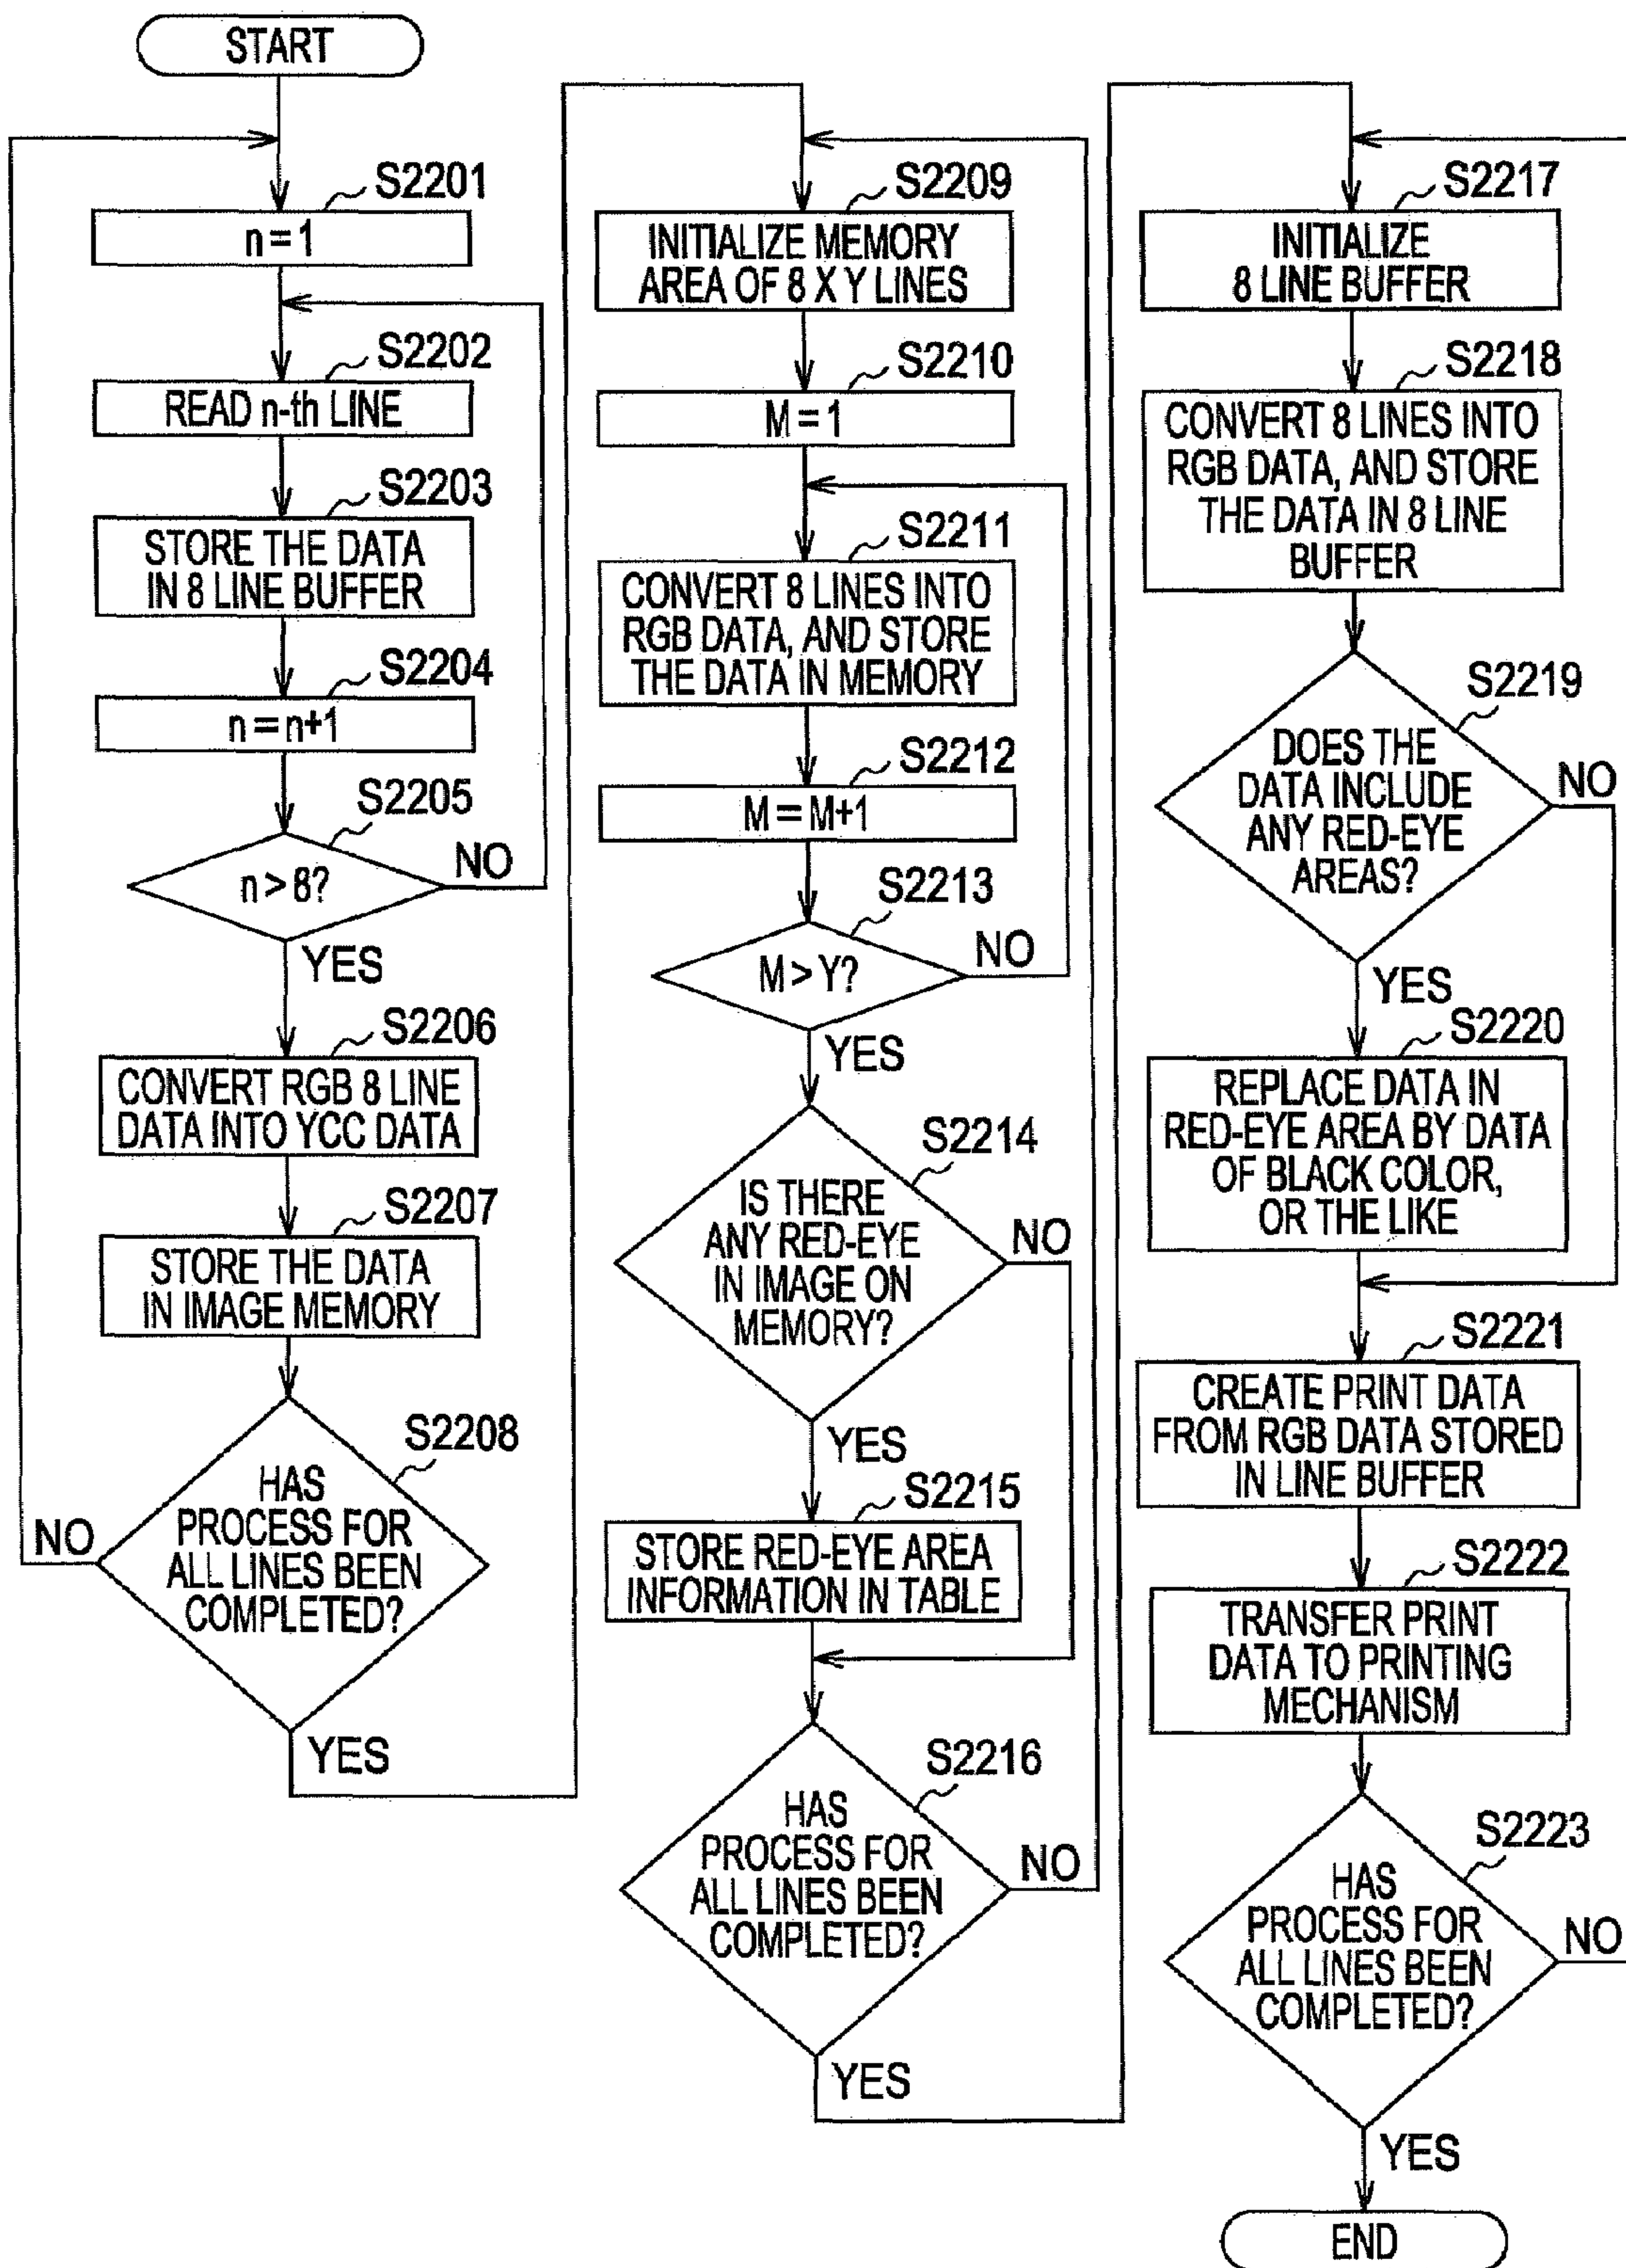 START
S2201
n=1
S2202
READ n-th LINE
S2203
STORE THE DATA
IN 8 LINE BUFFER
S2204
n=n+1
S2205
n>8?
NO
YES
S2206
CONVERT RGB 8 LINE
DATA INTO YCC DATA
S2207
STORE THE DATA
IN IMAGE MEMORY
S2208
HAS
PROCESS FOR
ALL LINES BEEN
COMPLETED?
NO
YES
S2209
INITIALIZE MEMORY
AREA OF 8 X Y LINES
S2210
M=1
S2211
CONVERT 8 LINES INTO
RGB DATA, AND STORE
THE DATA IN MEMORY
S2212
M=M+1
S2213
M>Y?
NO
YES
S2214
IS THERE
ANY RED-EYE
IN IMAGE ON
MEMORY?
NO
YES
S2215
STORE RED-EYE AREA
INFORMATION IN TABLE
S2216
HAS
PROCESS FOR
ALL LINES BEEN
COMPLETED?
NO
YES
S2217
INITIALIZE
8 LINE BUFFER
S2218
CONVERT 8 LINES INTO
RGB DATA, AND STORE
THE DATA IN 8 LINE
BUFFER
S2219
DOES THE
DATA INCLUDE
ANY RED-EYE
AREAS?
NO
YES
S2220
REPLACE DATA IN
RED-EYE AREA BY DATA
OF BLACK COLOR,
OR THE LIKE
S2221
CREATE PRINT DATA
FROM RGB DATA STORED
IN LINE BUFFER
S2222
TRANSFER PRINT
DATA TO PRINTING
MECHANISM
S2223
HAS
PROCESS FOR
ALL LINES BEEN
COMPLETED?
NO
YES
END